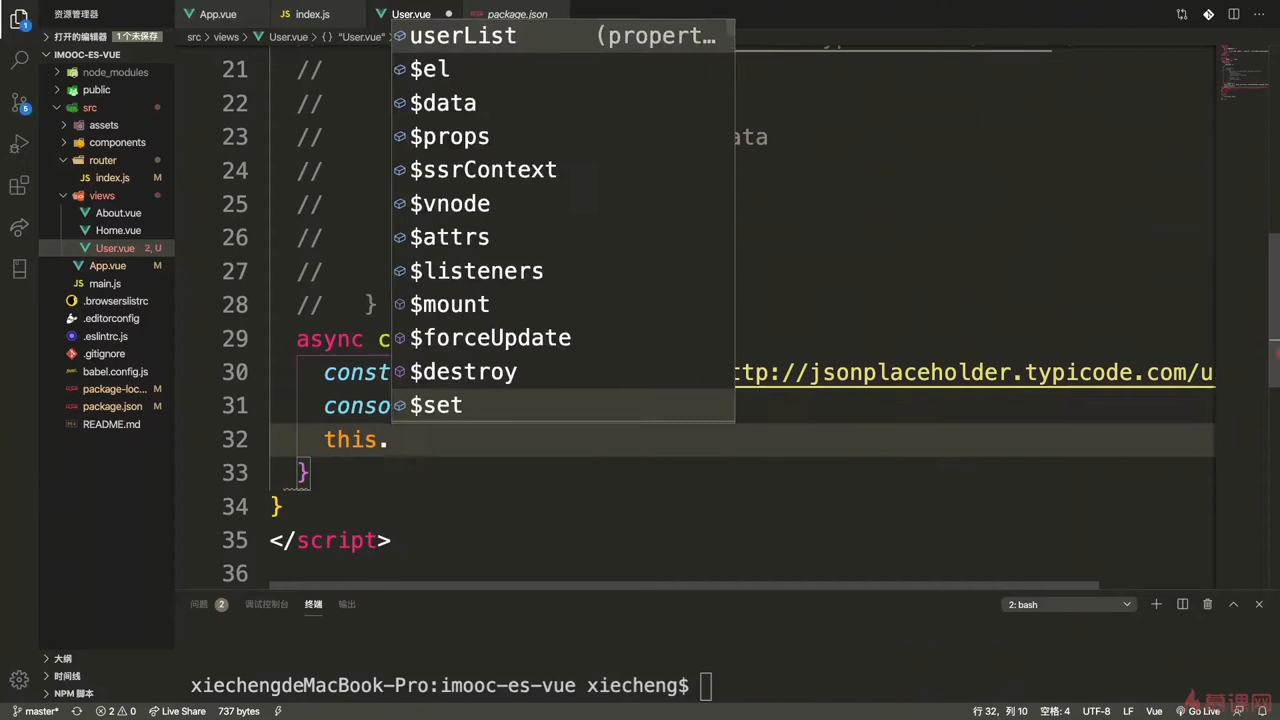 资源管理器
App.vue
index.js
User.vue
package.json
打开的编辑器 1个未保存
src > views > User.vue > {} "User.vue"
IMOOC-ES-VUE
node_modules
public
src
assets
components
router
index.js M
views
About.vue
Home.vue
User.vue 2, U
App.vue M
main.js
.browserslistrc
.editorconfig
.eslintrc.js
.gitignore
babel.config.js
package-loc... M
package.json M
README.md
大纲
时间线
NPM 脚本
userList (propert…
$el
$data
$props
$ssrContext
$vnode
$attrs
$listeners
$mount
$forceUpdate
$destroy
$set
21 //
22 //
23 // ata
24 //
25 //
26 //
27 //
28 // }
29 async c
30 const ttp://jsonplaceholder.typicode.com/u
31 conso
32 this.
33 }
34 }
35 </script>
36
问题 2 调试控制台 终端 输出 2: bash
xiechengdeMacBook-Pro:imooc-es-vue xiecheng$
master* 2 0 Live Share 737 bytes 行 32, 列 10 空格: 4 UTF-8 LF Vue Go Live
慕课网